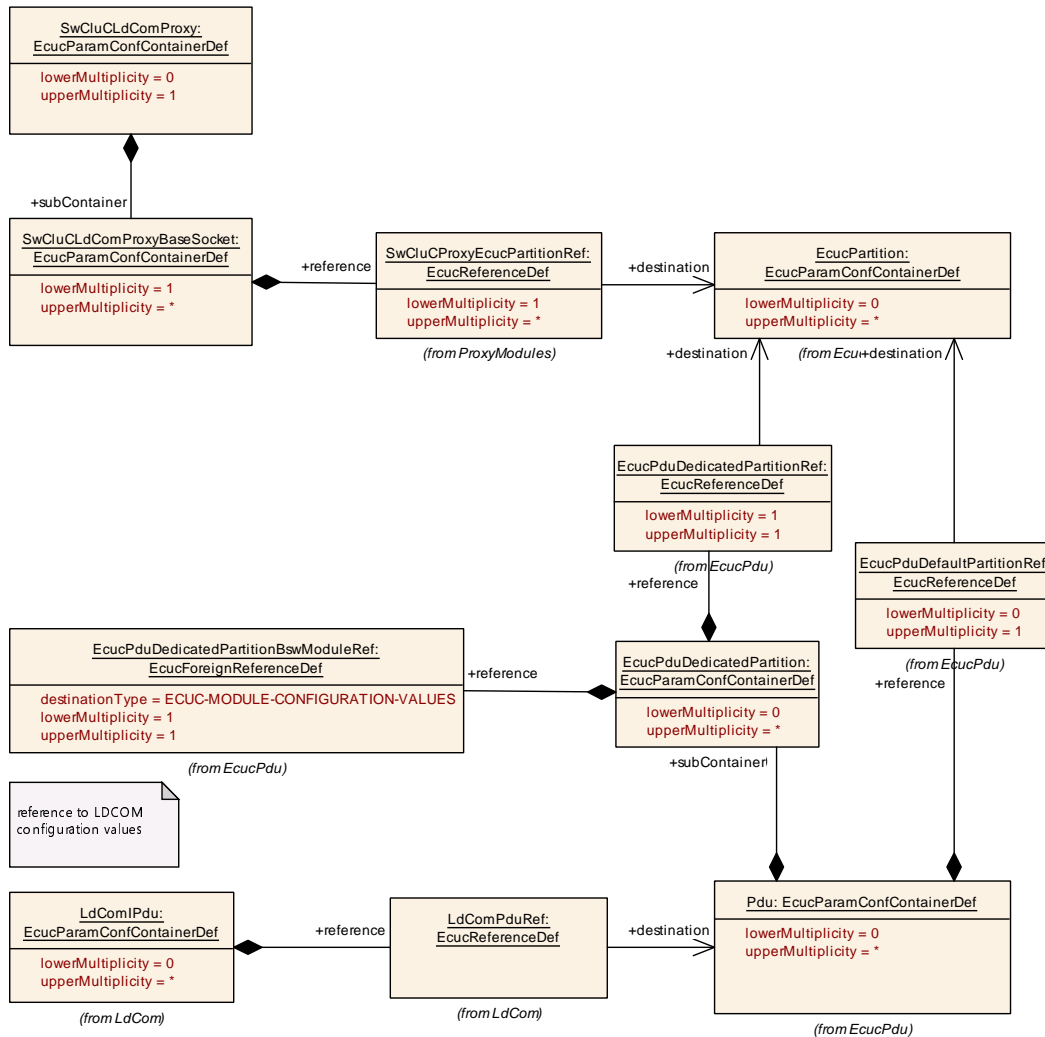 SwCluCLdComProxy:
EcucParamConfContainerDef
lowerMultiplicity = 0
upperMultiplicity = 1
+subContainer
SwCluCLdComProxyBaseSocket:
EcucParamConfContainerDef
lowerMultiplicity = 1
upperMultiplicity = *
+reference
SwCluCProxyEcucPartitionRef:
EcucReferenceDef
lowerMultiplicity = 1
upperMultiplicity = *
(from ProxyModules)
+destination
EcucPartition:
EcucParamConfContainerDef
lowerMultiplicity = 0
upperMultiplicity = *
+destination
(from Ecu
+destination
EcucPduDedicatedPartitionRef:
EcucReferenceDef
lowerMultiplicity = 1
upperMultiplicity = 1
(from EcucPdu)
+reference
EcucPduDefaultPartitionRef
EcucReferenceDef
lowerMultiplicity = 0
upperMultiplicity = 1
(from EcucPdu)
+reference
EcucPduDedicatedPartitionBswModuleRef:
EcucForeignReferenceDef
destinationType = ECUC-MODULE-CONFIGURATION-VALUES
lowerMultiplicity = 1
upperMultiplicity = 1
(from EcucPdu)
+reference
EcucPduDedicatedPartition:
EcucParamConfContainerDef
lowerMultiplicity = 0
upperMultiplicity = *
+subContainer
reference to LDCOM
configuration values
LdComIPdu:
EcucParamConfContainerDef
lowerMultiplicity = 0
upperMultiplicity = *
(from LdCom)
+reference
LdComPduRef:
EcucReferenceDef
(from LdCom)
+destination
Pdu: EcucParamConfContainerDef
lowerMultiplicity = 0
upperMultiplicity = *
(from EcucPdu)